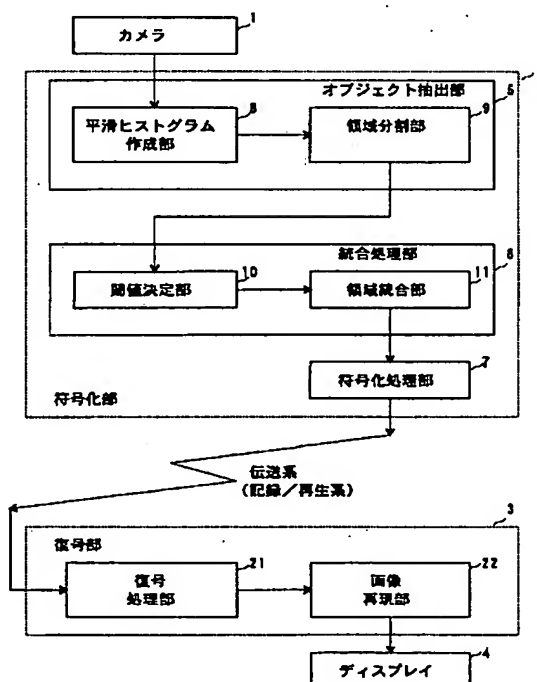 1
カメラ
オブジェクト抽出部
5
平滑ヒストグラム
作成部
8
領域分割部
9
統合処理部
6
閾値決定部
10
領域統合部
11
符号化処理部
7
符号化部
伝送系
(記録/再生系)
3
復号部
復号
処理部
21
画像
再現部
22
4
ディスプレイ